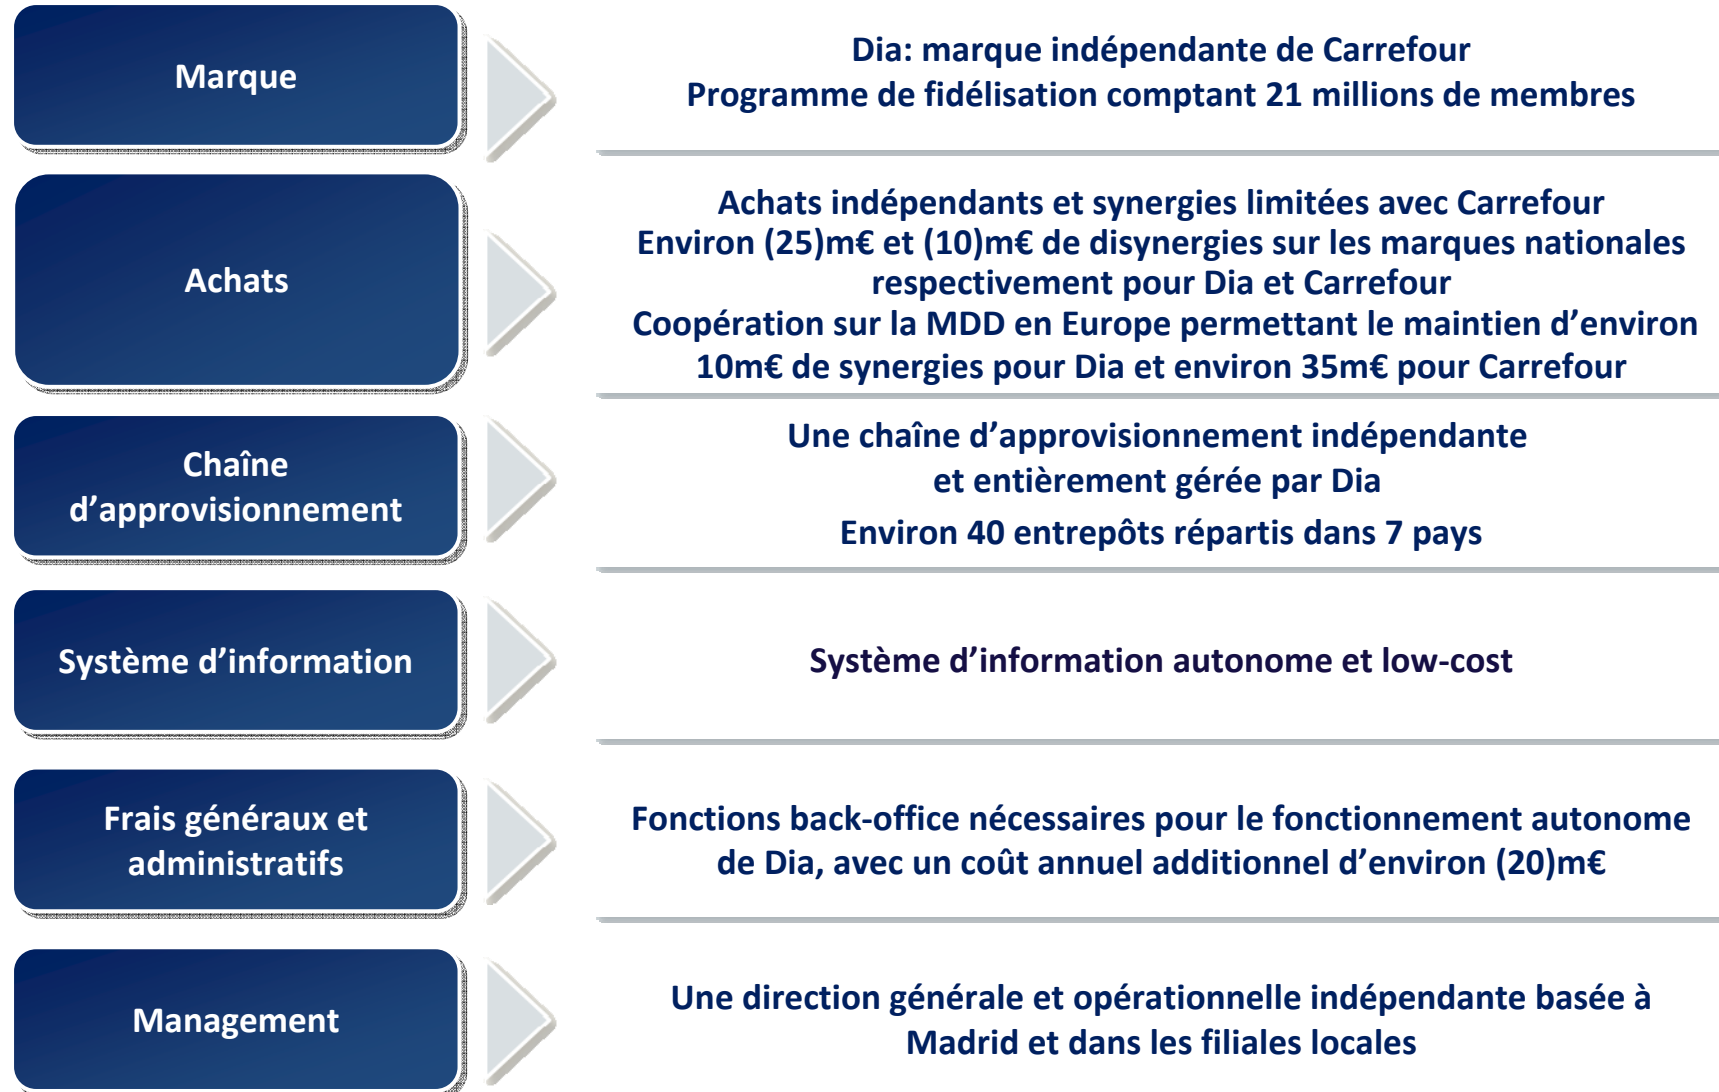 Marque
Dia: marque indépendante de Carrefour
Programme de fidélisation comptant 21 millions de membres
Achats
Achats indépendants et synergies limitées avec Carrefour
Environ (25)m€ et (10)m€ de disynergies sur les marques nationales
respectivement pour Dia et Carrefour
Coopération sur la MDD en Europe permettant le maintien d’environ
10m€ de synergies pour Dia et environ 35m€ pour Carrefour
Chaîne
d’approvisionnement
Une chaîne d’approvisionnement indépendante
et entièrement gérée par Dia
Environ 40 entrepôts répartis dans 7 pays
Système d’information
Système d’information autonome et low-cost
Frais généraux et
administratifs
Fonctions back-office nécessaires pour le fonctionnement autonome
de Dia, avec un coût annuel additionnel d’environ (20)m€
Management
Une direction générale et opérationnelle indépendante basée à
Madrid et dans les filiales locales